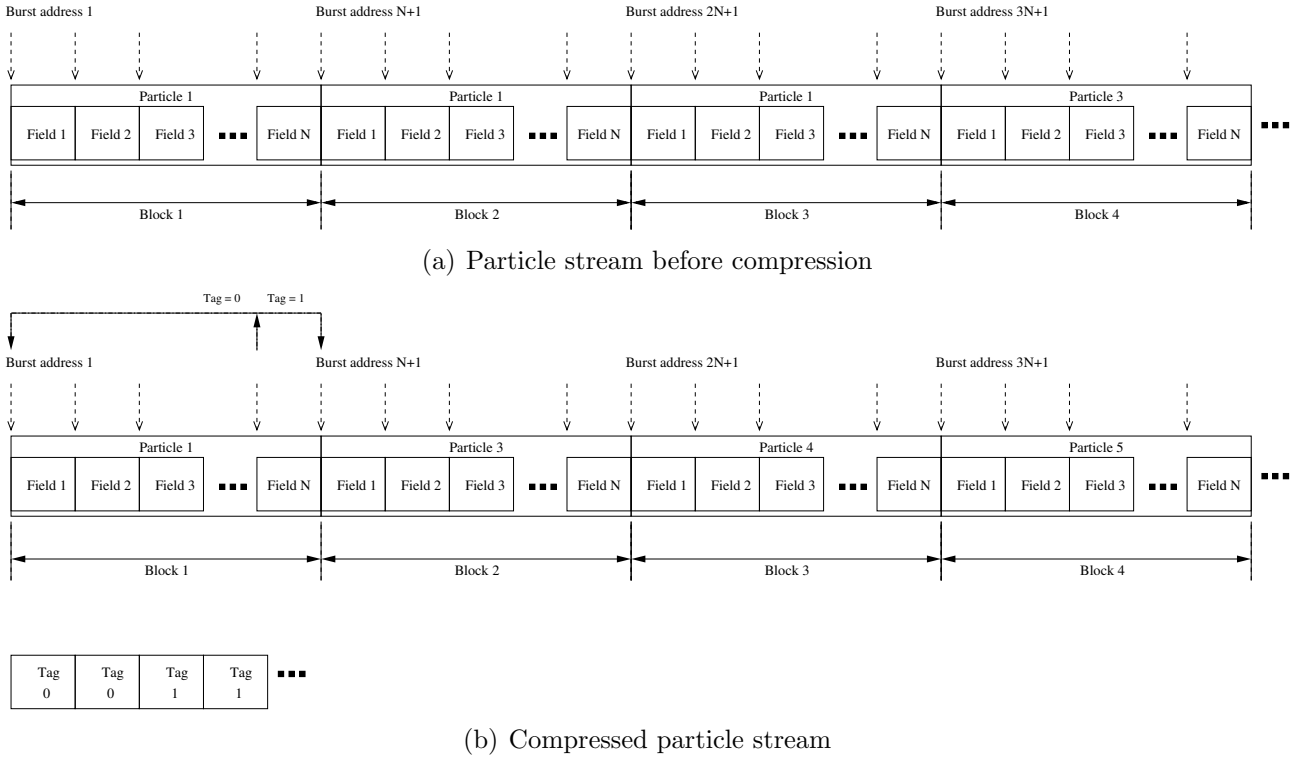 Burst address 1 Burst address N+1 Burst address 2N+1 Burst address 3N+1
Particle 1 Particle 1 Particle 1 Particle 3
Field 1 Field 2 Field 3 Field N Field 1 Field 2 Field 3 Field N Field 1 Field 2 Field 3 Field N Field 1 Field 2 Field 3 Field N
Block 1 Block 2 Block 3 Block 4
(a) Particle stream before compression
Tag = 0 Tag = 1
Burst address 1 Burst address N+1 Burst address 2N+1 Burst address 3N+1
Particle 1 Particle 3 Particle 4 Particle 5
Field 1 Field 2 Field 3 Field N Field 1 Field 2 Field 3 Field N Field 1 Field 2 Field 3 Field N Field 1 Field 2 Field 3 Field N
Block 1 Block 2 Block 3 Block 4
Tag Tag Tag Tag
0 0 1 1
(b) Compressed particle stream